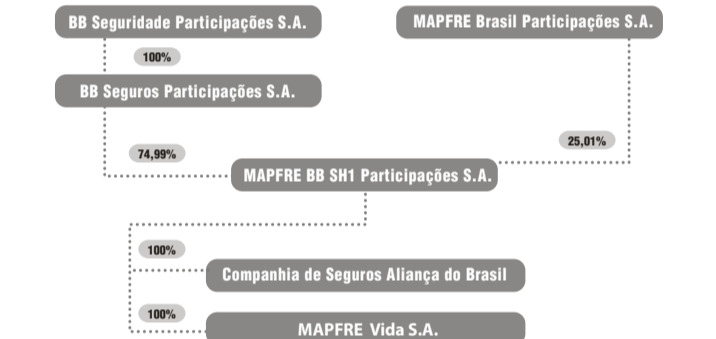 BB Seguridade Participações S.A.
MAPFRE Brasil Participações S.A.
100%
BB Seguros Participações S.A.
74,99%
25,01%
MAPFRE BB SH1 Participações S.A.
100%
Companhia de Seguros Aliança do Brasil
100%
MAPFRE Vida S.A.